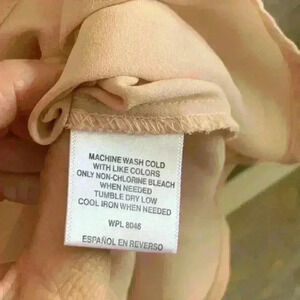 MACHINE WASH COLD
WITH LIKE COLORS
ONLY NON-CHLORINE BLEACH
WHEN NEEDED
TUMBLE DRY LOW
COOL IRON WHEN NEEDED
WPL 8046
ESPAÑOL EN REVERSO